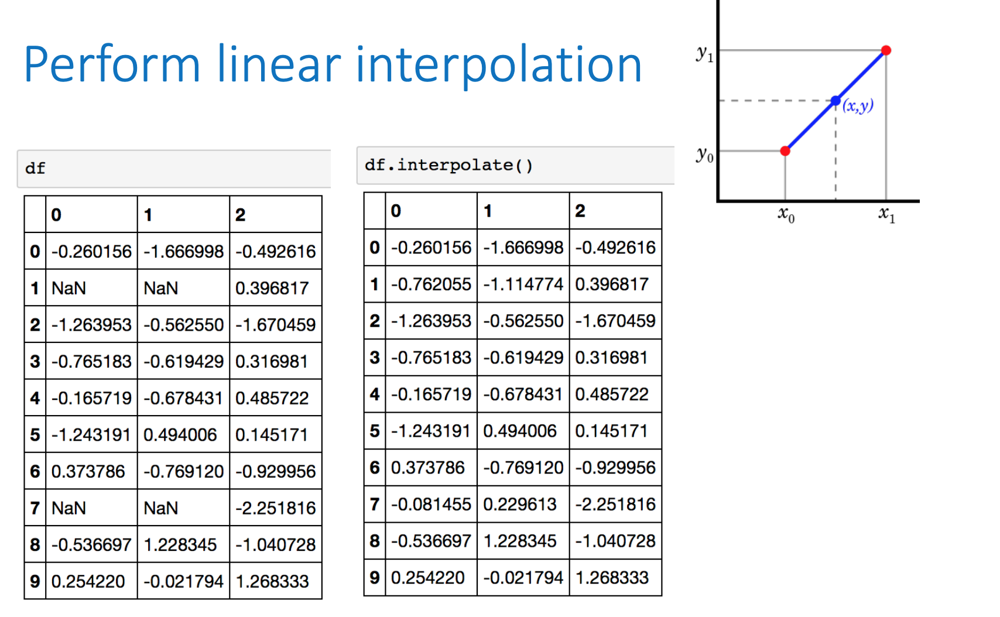 Perform linear interpolation
df
0 1 2
0 -0.260156 -1.666998 -0.492616
1 NaN NaN 0.396817
2 -1.263953 -0.562550 -1.670459
3 -0.765183 -0.619429 0.316981
4 -0.165719 -0.678431 0.485722
5 -1.243191 0.494006 0.145171
6 0.373786 -0.769120 -0.929956
7 NaN NaN -2.251816
8 -0.536697 1.228345 -1.040728
9 0.254220 -0.021794 1.268333
df.interpolate()
0 1 2
0 -0.260156 -1.666998 -0.492616
1 -0.762055 -1.114774 0.396817
2 -1.263953 -0.562550 -1.670459
3 -0.765183 -0.619429 0.316981
4 -0.165719 -0.678431 0.485722
5 -1.243191 0.494006 0.145171
6 0.373786 -0.769120 -0.929956
7 -0.081455 0.229613 -2.251816
8 -0.536697 1.228345 -1.040728
9 0.254220 -0.021794 1.268333
y₁
(x,y)
y₀
x₀ x₁